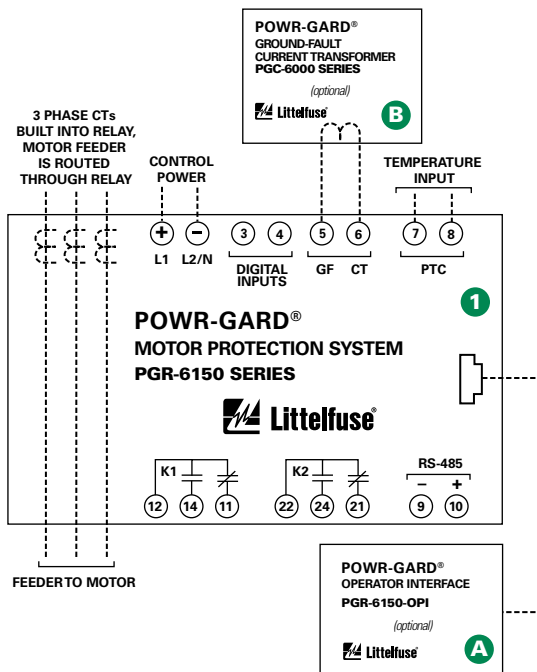 POWR-GARD®
GROUND-FAULT
CURRENT TRANSFORMER
PGC-6000 SERIES
(optional)
Littelfuse®
B
3 PHASE CTs
BUILT INTO RELAY,
MOTOR FEEDER
IS ROUTED
THROUGH RELAY
CONTROL
POWER
TEMPERATURE
INPUT
+ − 3 4 5 6 7 8
L1 L2/N
DIGITAL
INPUTS
GF CT
PTC
1
POWR-GARD®
MOTOR PROTECTION SYSTEM
PGR-6150 SERIES
Littelfuse®
K1
12 14 11
K2
22 24 21
RS-485
− +
9 10
FEEDER TO MOTOR
POWR-GARD®
OPERATOR INTERFACE
PGR-6150-OPI
(optional)
Littelfuse®
A